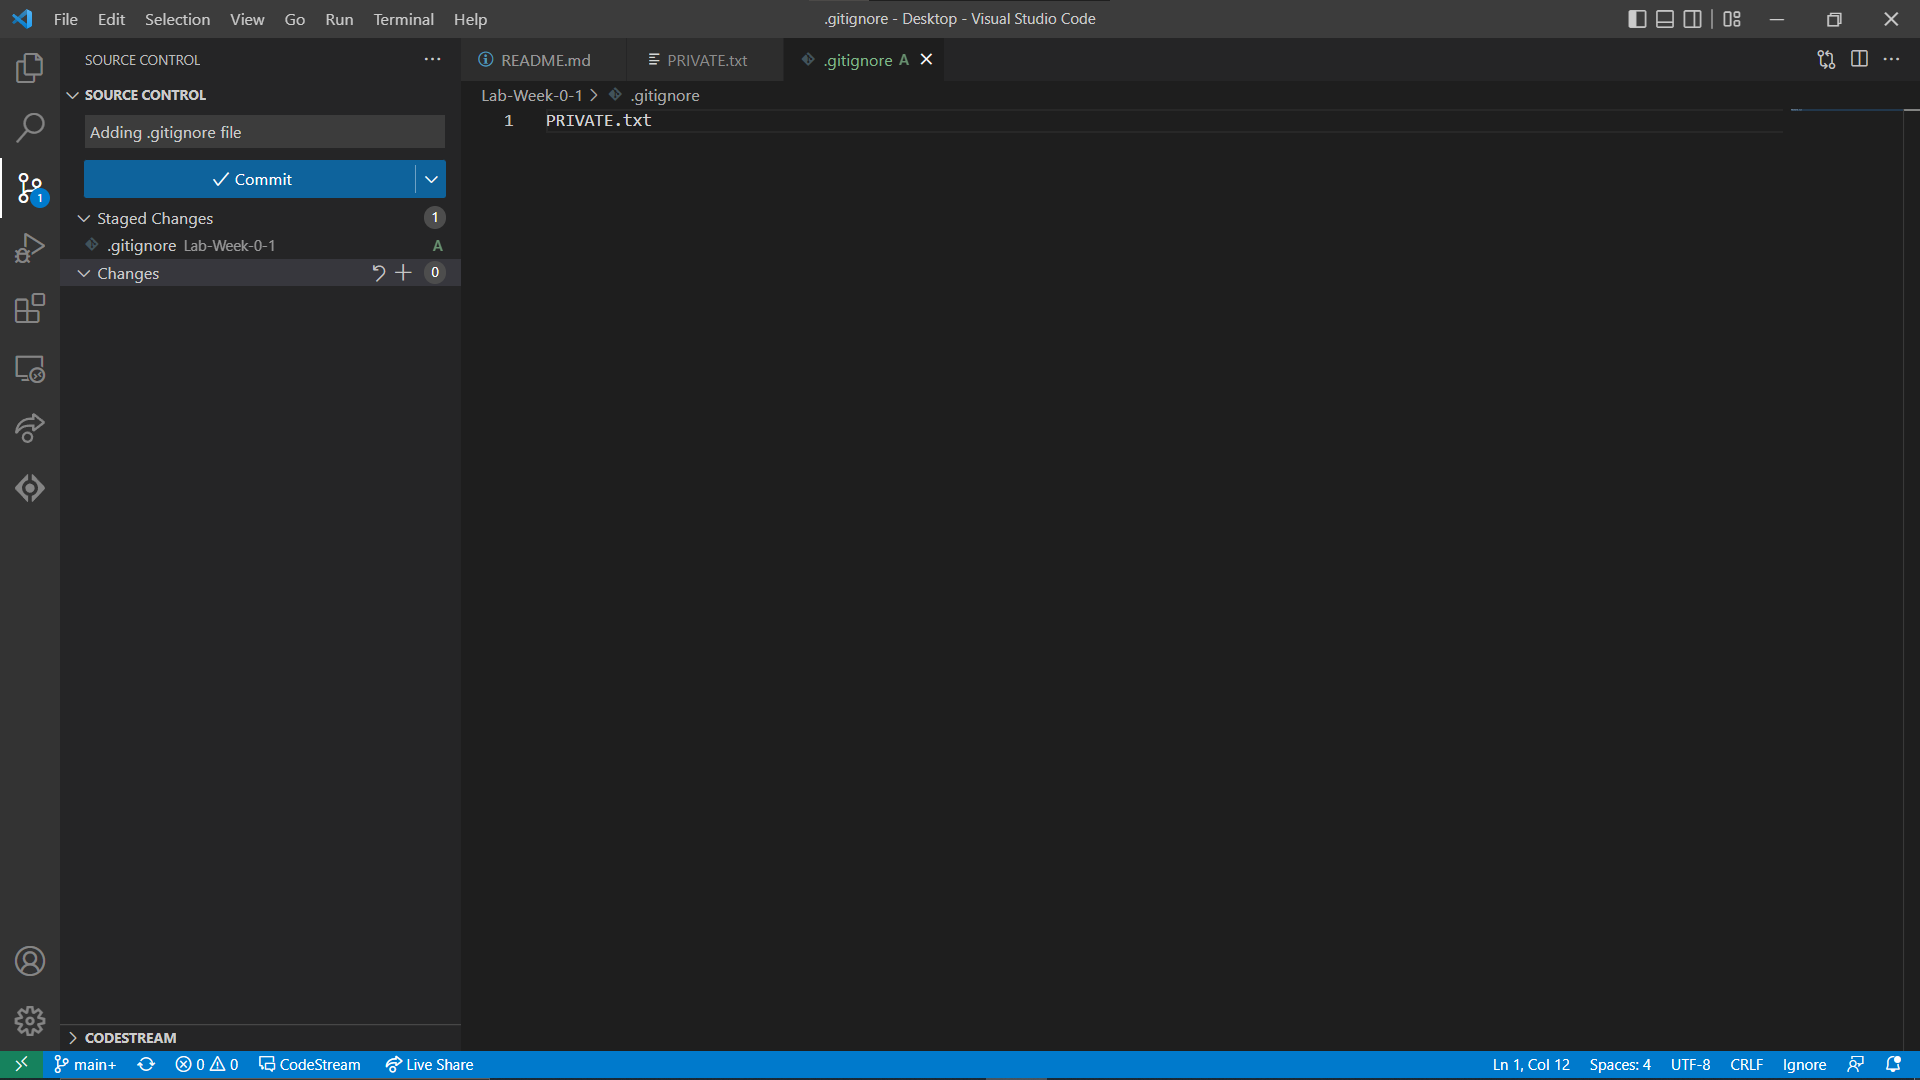 File Edit Selection View Go Run Terminal Help
.gitignore - Desktop - Visual Studio Code
SOURCE CONTROL
SOURCE CONTROL
Adding .gitignore file
Commit
Staged Changes 1
.gitignore Lab-Week-0-1 A
Changes 0
1
README.md PRIVATE.txt .gitignore A
Lab-Week-0-1 > .gitignore
1 PRIVATE.txt
CODESTREAM
main+ 0 0 CodeStream Live Share
Ln 1, Col 12 Spaces: 4 UTF-8 CRLF Ignore